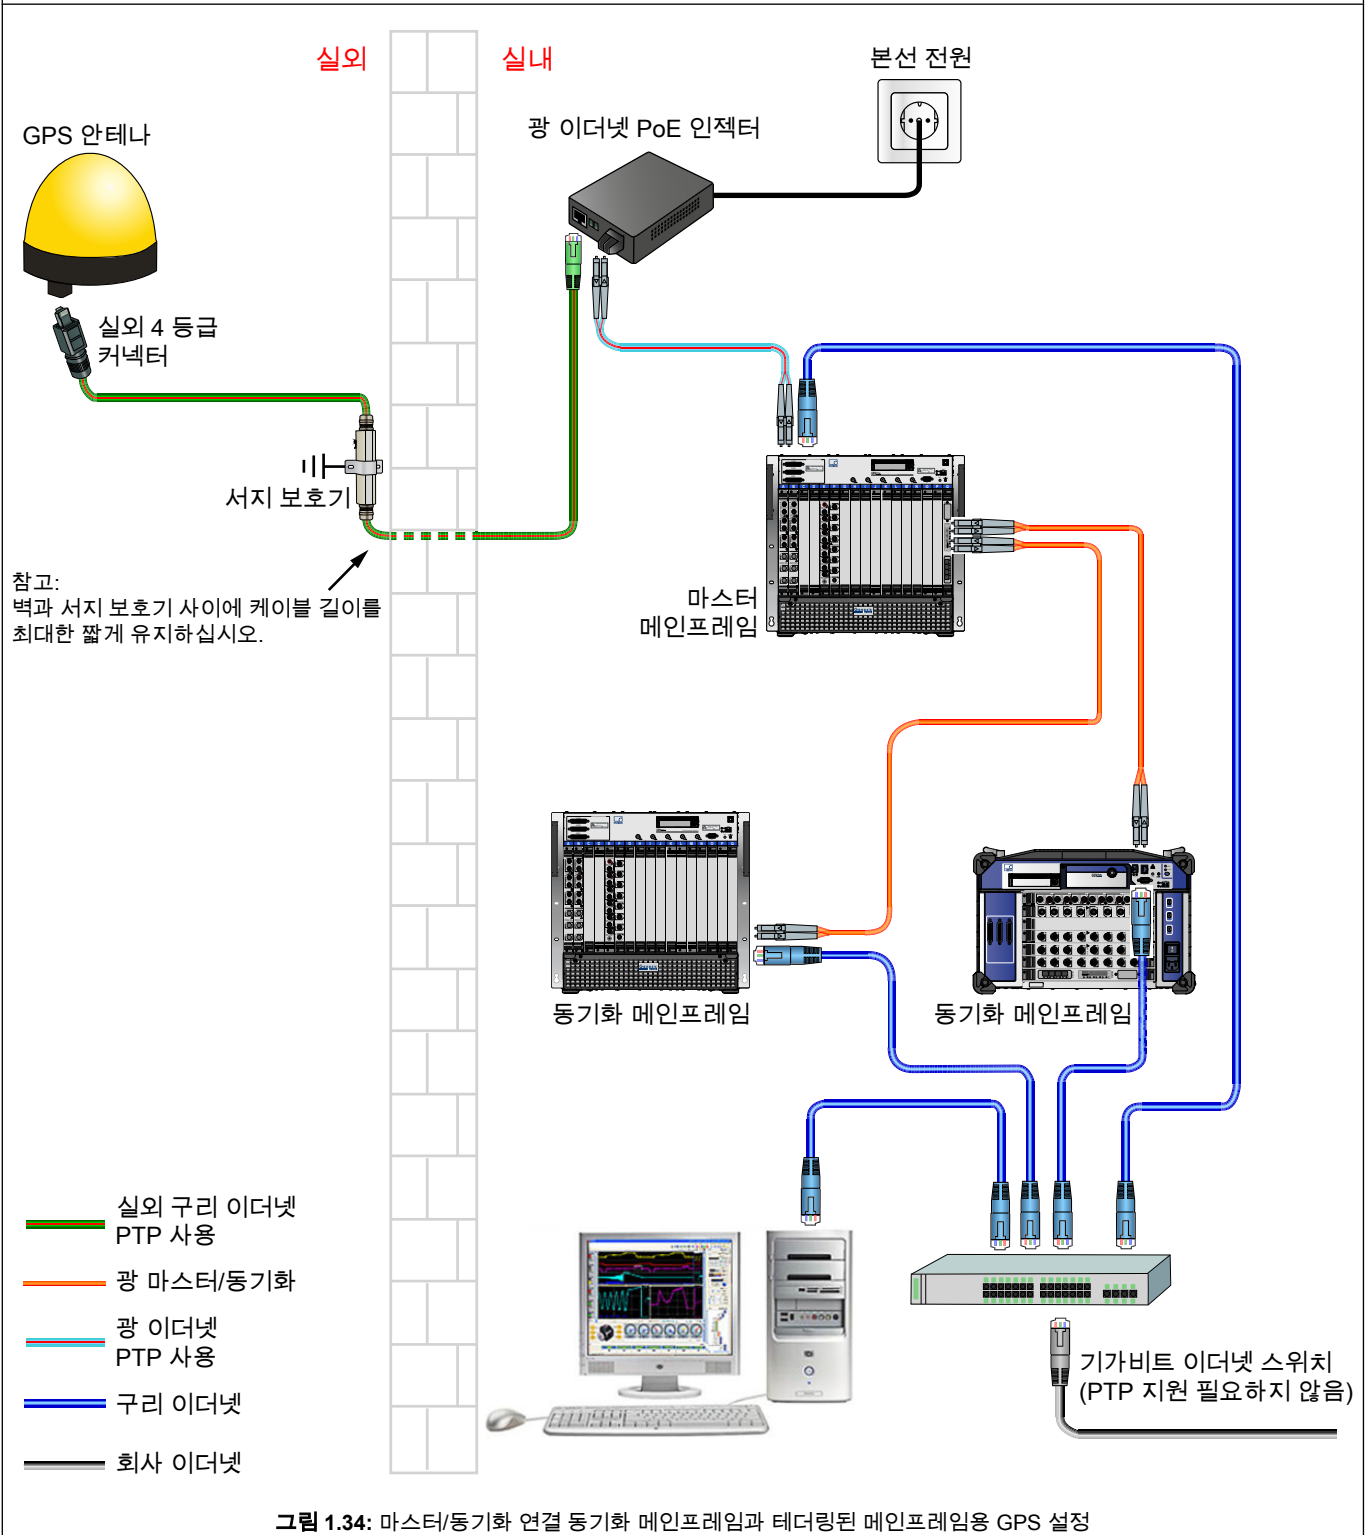 실외
실내
본선 전원
GPS 안테나
광 이더넷 PoE 인젝터
실외 4 등급
커넥터
서지 보호기
참고:
벽과 서지 보호기 사이에 케이블 길이를
최대한 짧게 유지하십시오.
마스터
메인프레임
동기화 메인프레임
동기화 메인프레임
실외 구리 이더넷
PTP 사용
광 마스터/동기화
광 이더넷
PTP 사용
구리 이더넷
회사 이더넷
기가비트 이더넷 스위치
(PTP 지원 필요하지 않음)
그림 1.34: 마스터/동기화 연결 동기화 메인프레임과 테더링된 메인프레임용 GPS 설정